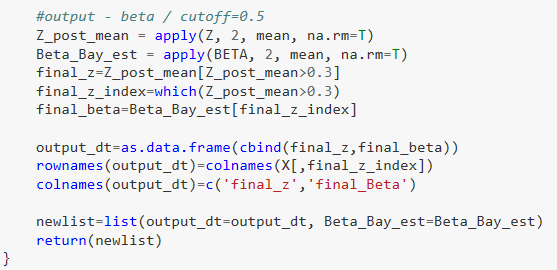 #output - beta / cutoff=0.5
Z_post_mean = apply(Z, 2, mean, na.rm=T)
Beta_Bay_est = apply(BETA, 2, mean, na.rm=T)
final_z=Z_post_mean[Z_post_mean>0.3]
final_z_index=which(Z_post_mean>0.3)
final_beta=Beta_Bay_est[final_z_index]
output_dt=as.data.frame(cbind(final_z,final_beta))
rownames(output_dt)=colnames(X[,final_z_index])
colnames(output_dt)=c('final_z','final_Beta')
newlist=list(output_dt=output_dt, Beta_Bay_est=Beta_Bay_est)
return(newlist)
}